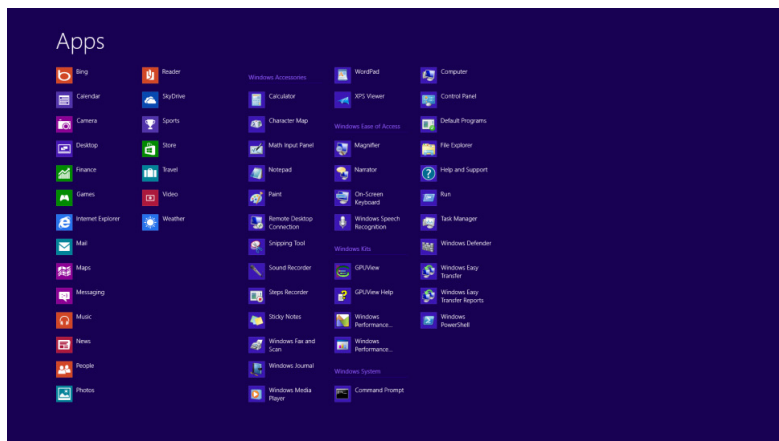 Apps
Bing
Calendar
Camera
Desktop
Finance
Games
Internet Explorer
Mail
Maps
Messaging
Music
News
People
Photos
Reader
SkyDrive
Sports
Store
Travel
Video
Weather
Windows Accessories
Calculator
Character Map
Math Input Panel
Notepad
Paint
Remote Desktop
Connection
Snipping Tool
Sound Recorder
Steps Recorder
Sticky Notes
Windows Fax and
Scan
Windows Journal
Windows Media
Player
WordPad
XPS Viewer
Windows Ease of Access
Magnifier
Narrator
On-Screen
Keyboard
Windows Speech
Recognition
Windows Kits
GPUView
GPUView Help
Windows
Performance...
Windows
Performance...
Windows System
Command Prompt
Computer
Control Panel
Default Programs
File Explorer
Help and Support
Run
Task Manager
Windows Defender
Windows Easy
Transfer
Windows Easy
Transfer Reports
Windows
PowerShell